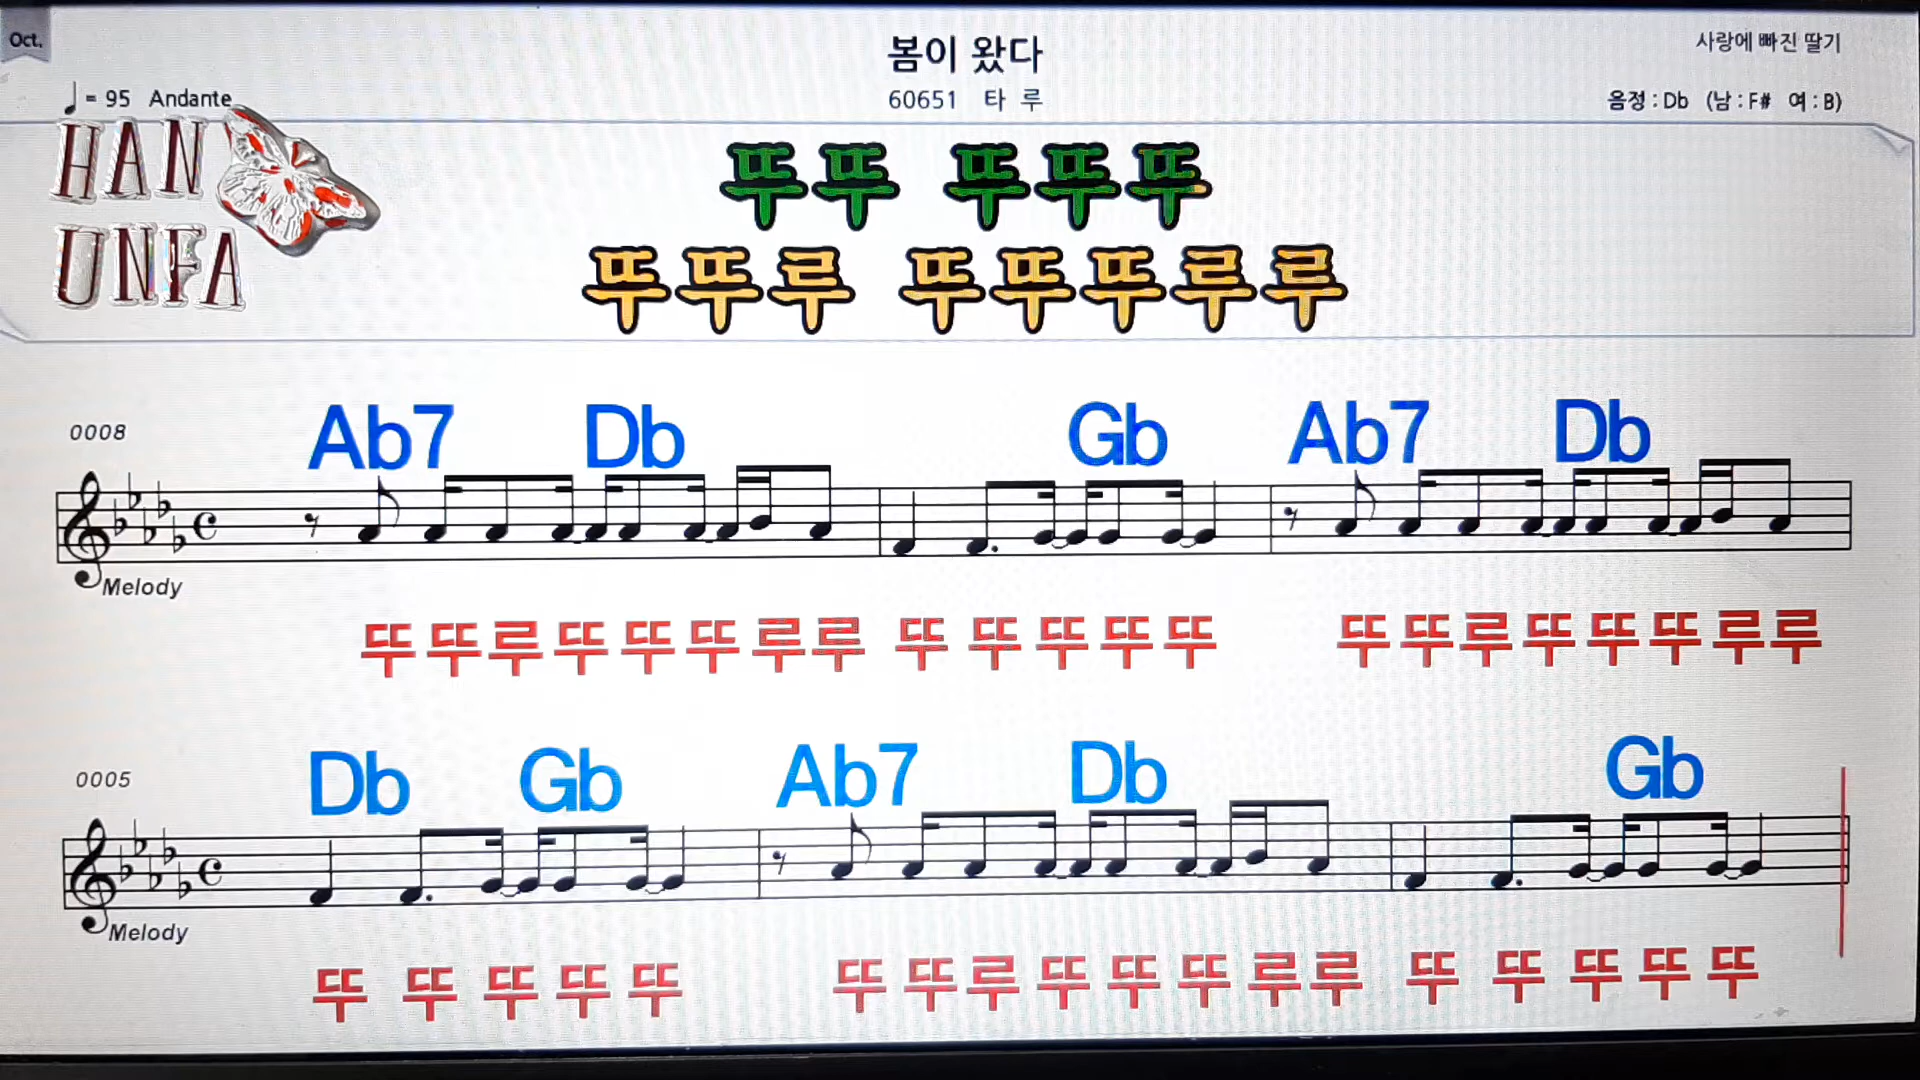 Oct.
봄이 왔다
사랑에 빠진 딸기
♩= 95 Andante
60651 타 루
음정 : Db (남 : F# 여 : B)
HAN
UNFA
뚜뚜 뚜뚜뚜
뚜뚜루 뚜뚜뚜루루
0008
Ab7 Db Gb Ab7 Db
Melody
뚜 뚜 루 뚜 뚜 뚜 루 루 뚜 뚜 뚜 뚜 뚜 뚜 뚜 루 뚜 뚜 뚜 루 루
0005
Db Gb Ab7 Db Gb
Melody
뚜 뚜 뚜 뚜 뚜 뚜 뚜 루 뚜 뚜 뚜 루 루 뚜 뚜 뚜 뚜 뚜